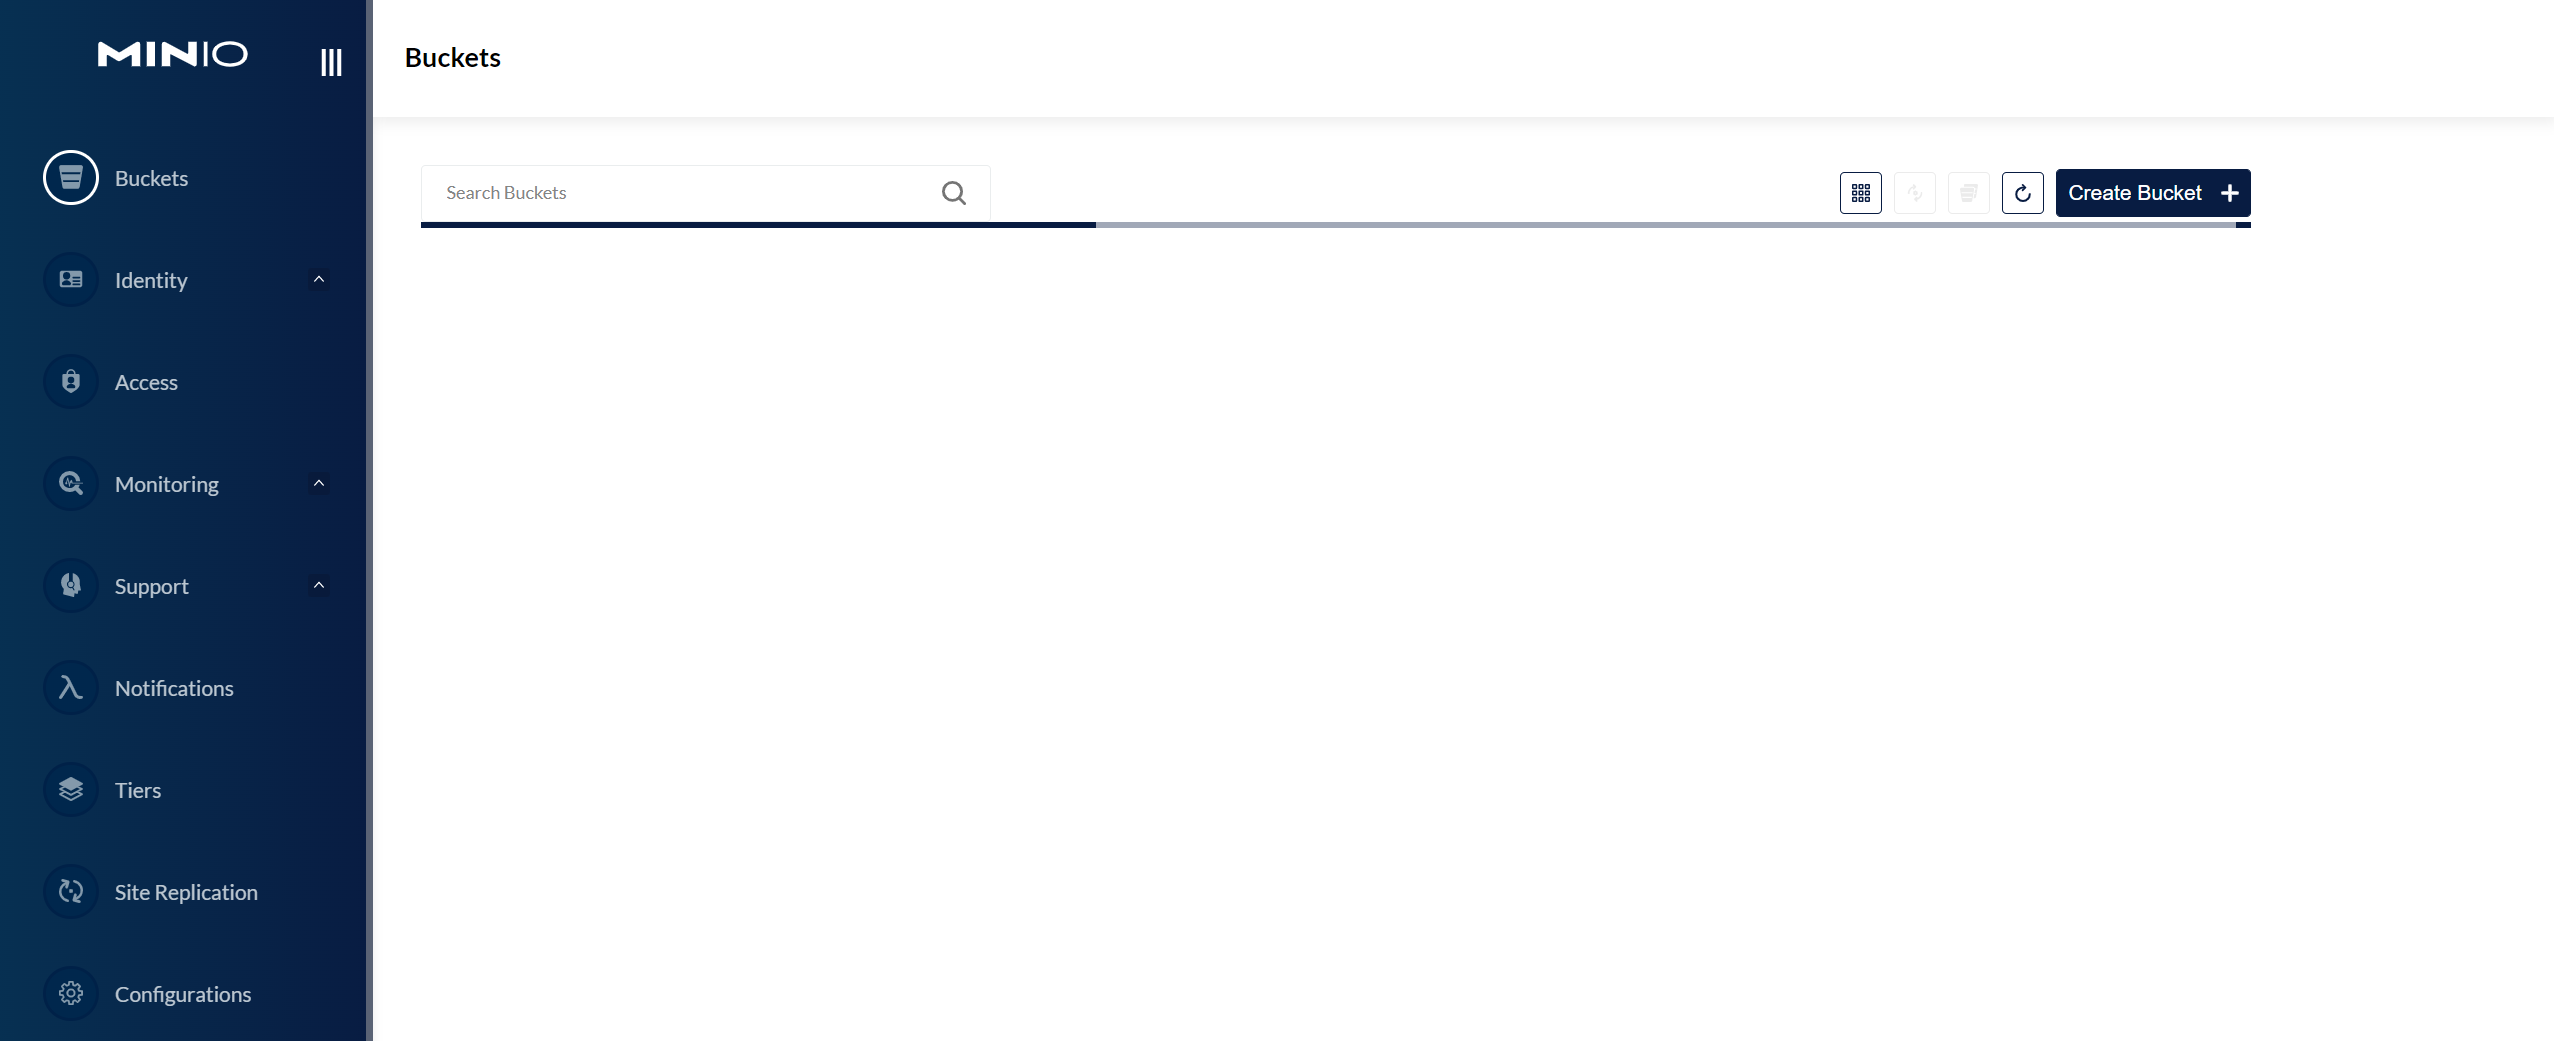 MINIO
Buckets
Identity
Access
Monitoring
Support
Notifications
Tiers
Site Replication
Configurations
Buckets
Search Buckets
Create Bucket